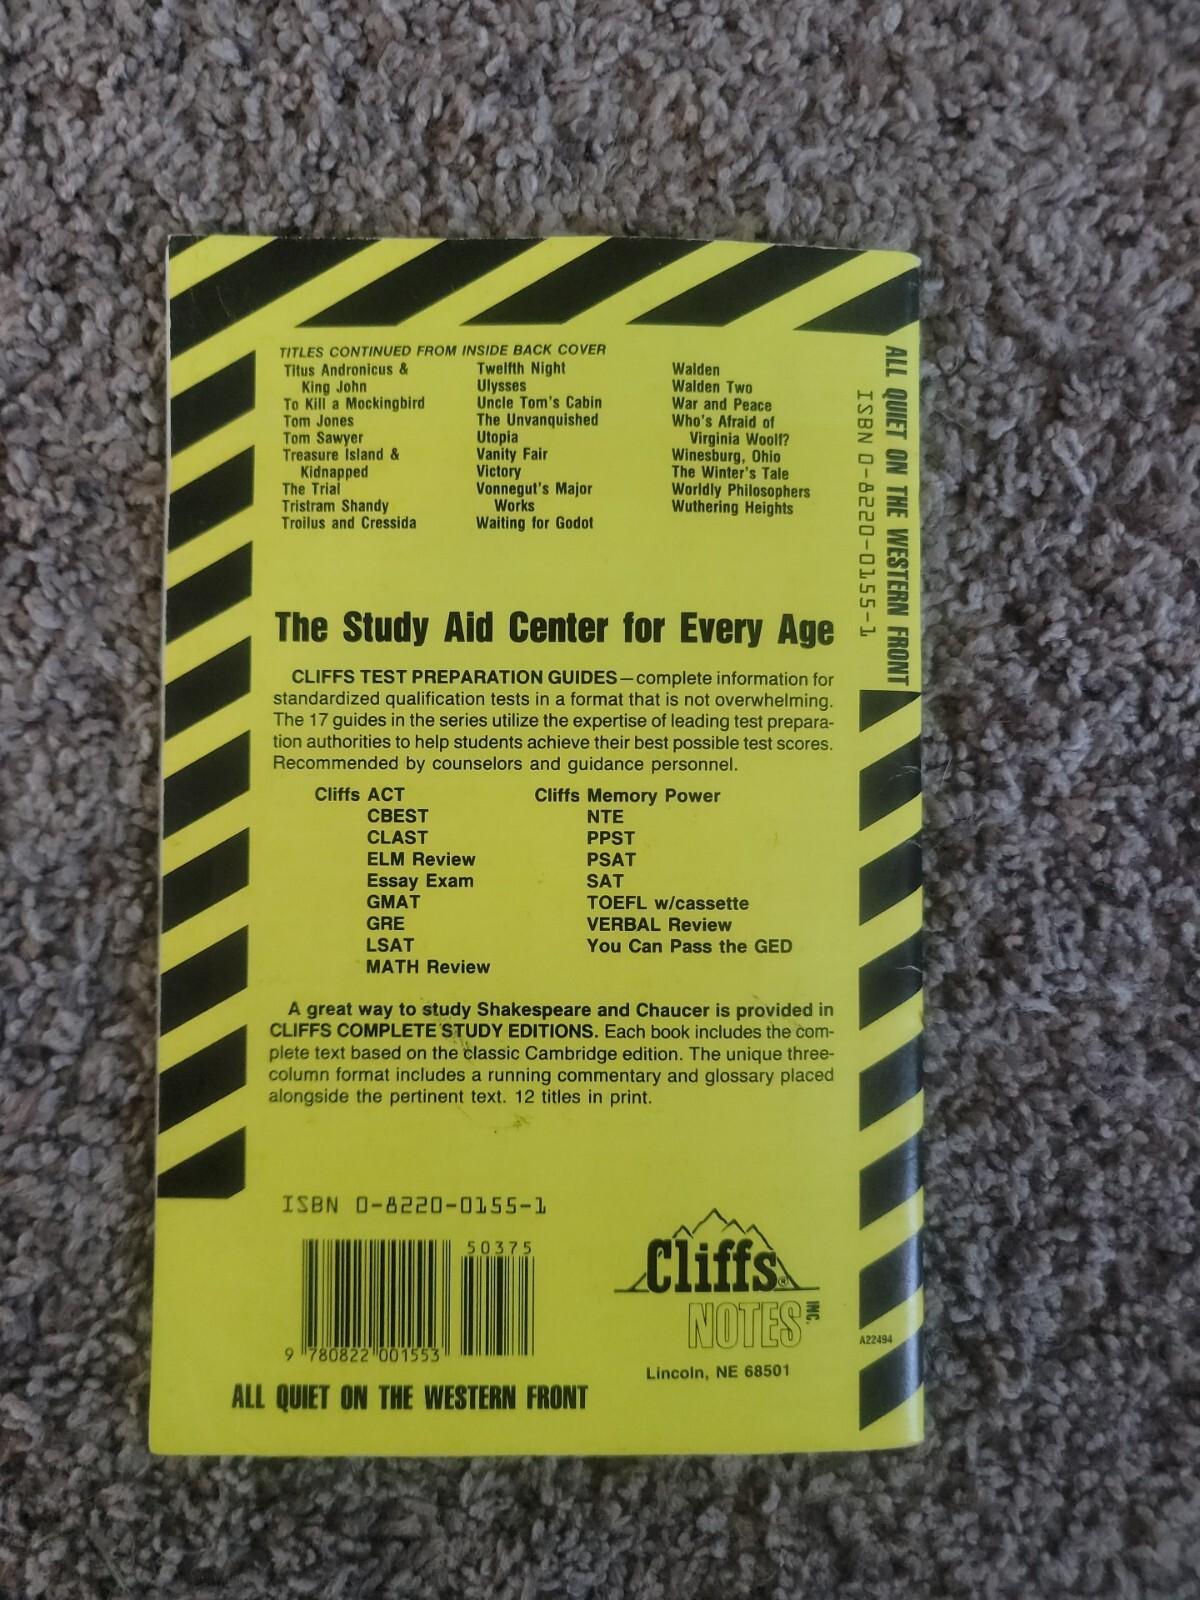 TITLES CONTINUED FROM INSIDE BACK COVER
Titus Andronicus &
King John
To Kill a Mockingbird
Tom Jones
Tom Sawyer
Treasure Island &
Kidnapped
The Trial
Tristram Shandy
Troilus and Cressida
Twelfth Night
Ulysses
Uncle Tom's Cabin
The Unvanquished
Utopia
Vanity Fair
Victory
Vonnegut's Major
Works
Waiting for Godot
Walden
Walden Two
War and Peace
Who's Afraid of
Virginia Woolf?
Winesburg, Ohio
The Winter's Tale
Worldly Philosophers
Wuthering Heights
The Study Aid Center for Every Age
CLIFFS TEST PREPARATION GUIDES—complete information for
standardized qualification tests in a format that is not overwhelming.
The 17 guides in the series utilize the expertise of leading test prepara-
tion authorities to help students achieve their best possible test scores.
Recommended by counselors and guidance personnel.
Cliffs ACT
CBEST
CLAST
ELM Review
Essay Exam
GMAT
GRE
LSAT
MATH Review
Cliffs Memory Power
NTE
PPST
PSAT
SAT
TOEFL w/cassette
VERBAL Review
You Can Pass the GED
A great way to study Shakespeare and Chaucer is provided in
CLIFFS COMPLETE STUDY EDITIONS. Each book includes the com-
plete text based on the classic Cambridge edition. The unique three-
column format includes a running commentary and glossary placed
alongside the pertinent text. 12 titles in print.
ISBN 0-8220-0155-1
50375
9 780822 001553
ALL QUIET ON THE WESTERN FRONT
Cliffs®
NOTES INC.
Lincoln, NE 68501
ALL QUIET ON THE WESTERN FRONT
ISBN 0-8220-0155-1
A22494